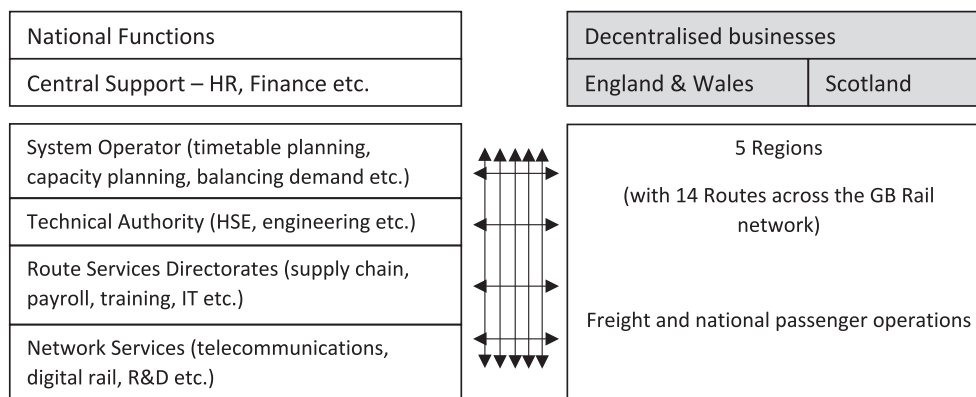 National Functions
Central Support – HR, Finance etc.
System Operator (timetable planning,
capacity planning, balancing demand etc.)
Technical Authority (HSE, engineering etc.)
Route Services Directorates (supply chain,
payroll, training, IT etc.)
Network Services (telecommunications,
digital rail, R&D etc.)
Decentralised businesses
England & Wales
Scotland
5 Regions
(with 14 Routes across the GB Rail
network)
Freight and national passenger operations